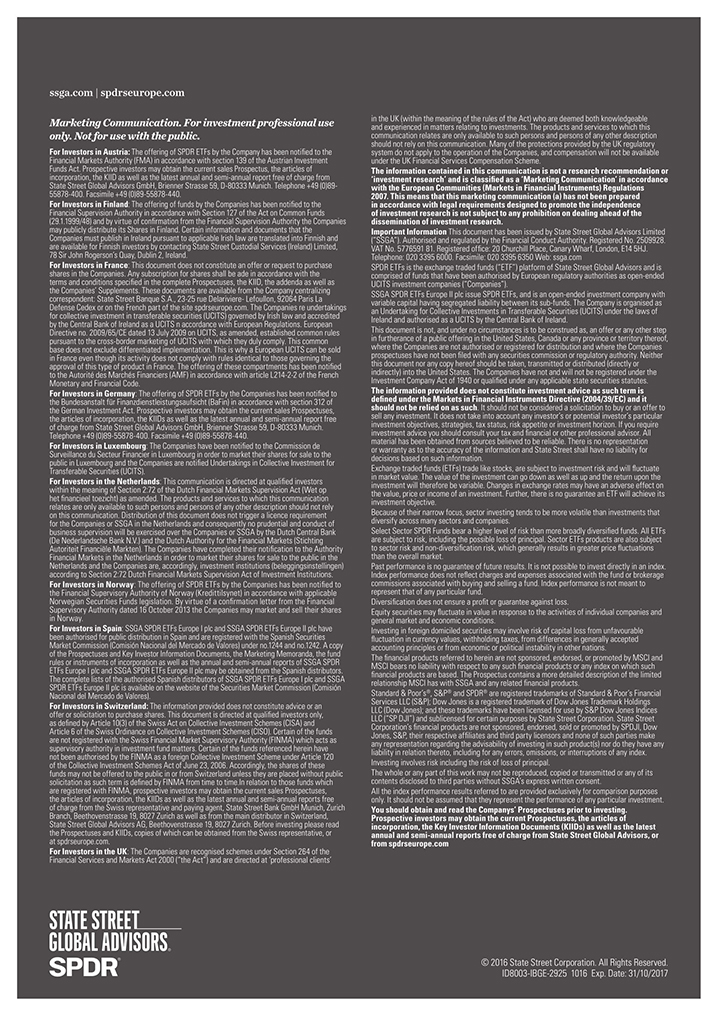 ssga.com | spdrseurope.com
Marketing Communication. For investment professional use
only. Not for use with the public.
For Investors in Austria: The offering of SPDR ETFs by the Company has been notified to the
Financial Markets Authority (FMA) in accordance with section 139 of the Austrian Investment
Funds Act. Prospective investors may obtain the current sales Prospectus, the articles of
incorporation, the KIID as well as the latest annual and semi-annual report free of charge from
State Street Global Advisors GmbH, Brienner Strasse 59, D-80333 Munich. Telephone +49 (0)89-
55878-400. Facsimile +49 (0)89-55878-440.
For Investors in Finland: The offering of funds by the Companies has been notified to the
Financial Supervision Authority in accordance with Section 127 of the Act on Common Funds
(29.1.1999/48) and by virtue of confirmation from the Financial Supervision Authority the Companies
may publicly distribute its Shares in Finland. Certain information and documents that the
Companies must publish in Ireland pursuant to applicable Irish law are translated into Finnish and
are available for Finnish investors by contacting State Street Custodial Services (Ireland) Limited,
78 Sir John Rogerson's Quay, Dublin 2, Ireland.
For Investors in France: This document does not constitute an offer or request to purchase
shares in the Companies. Any subscription for shares shall be ade in accordance with the
terms and conditions specified in the complete Prospectuses, the KIID, the addenda as well as
the Companies' Supplements. These documents are available from the Company centralizing
correspondent: State Street Banque S.A., 23-25 rue Delariviere- Lefoullon, 92064 Paris La
Defense Cedex or on the French part of the site spdrseurope.com. The Companies re undertakings
for collective investment in transferable securities (UCITS) governed by Irish law and accredited
by the Central Bank of Ireland as a UCITS in accordance with European Regulations. European
Directive no. 2009/65/CE dated 13 July 2009 on UCITS, as amended, established common rules
pursuant to the cross-border marketing of UCITS with which they duly comply. This common
base does not exclude differentiated implementation. This is why a European UCITS can be sold
in France even though its activity does not comply with rules identical to those governing the
approval of this type of product in France. The offering of these compartments has been notified
to the Autorité des Marchés Financiers (AMF) in accordance with article L214-2-2 of the French
Monetary and Financial Code.
For Investors in Germany: The offering of SPDR ETFs by the Companies has been notified to
the Bundesanstalt für Finanzdienstleistungsaufsicht (BaFin) in accordance with section 312 of
the German Investment Act. Prospective investors may obtain the current sales Prospectuses,
the articles of incorporation, the KIIDs as well as the latest annual and semi-annual report free
of charge from State Street Global Advisors GmbH, Brienner Strasse 59, D-80333 Munich.
Telephone +49 (0)89-55878-400. Facsimile +49 (0)89-55878-440.
For Investors in Luxembourg: The Companies have been notified to the Commission de
Surveillance du Secteur Financier in Luxembourg in order to market their shares for sale to the
public in Luxembourg and the Companies are notified Undertakings in Collective Investment for
Transferable Securities (UCITS).
For Investors in the Netherlands: This communication is directed at qualified investors
within the meaning of Section 2:72 of the Dutch Financial Markets Supervision Act (Wet op
het financieel toezicht) as amended. The products and services to which this communication
relates are only available to such persons and persons of any other description should not rely
on this communication. Distribution of this document does not trigger a licence requirement
for the Companies or SSGA in the Netherlands and consequently no prudential and conduct of
business supervision will be exercised over the Companies or SSGA by the Dutch Central Bank
(De Nederlandsche Bank N.V.) and the Dutch Authority for the Financial Markets (Stichting
Autoriteit Financiële Markten). The Companies have completed their notification to the Authority
Financial Markets in the Netherlands in order to market their shares for sale to the public in the
Netherlands and the Companies are, accordingly, investment institutions (beleggingsinstellingen)
according to Section 2:72 Dutch Financial Markets Supervision Act of Investment Institutions.
For Investors in Norway: The offering of SPDR ETFs by the Companies has been notified to
the Financial Supervisory Authority of Norway (Kredittilsynet) in accordance with applicable
Norwegian Securities Funds legislation. By virtue of a confirmation letter from the Financial
Supervisory Authority dated 16 October 2013 the Companies may market and sell their shares
in Norway.
For Investors in Spain: SSGA SPDR ETFs Europe I plc and SSGA SPDR ETFs Europe II plc have
been authorised for public distribution in Spain and are registered with the Spanish Securities
Market Commission (Comisión Nacional del Mercado de Valores) under no.1244 and no.1242. A copy
of the Prospectuses and Key Investor Information Documents, the Marketing Memoranda, the fund
rules or instruments of incorporation as well as the annual and semi-annual reports of SSGA SPDR
ETFs Europe I plc and SSGA SPDR ETFs Europe II plc may be obtained from the Spanish distributors.
The complete lists of the authorised Spanish distributors of SSGA SPDR ETFs Europe I plc and SSGA
SPDR ETFs Europe II plc is available on the website of the Securities Market Commission (Comisión
Nacional del Mercado de Valores).
For Investors in Switzerland: The information provided does not constitute advice or an
offer or solicitation to purchase shares. This document is directed at qualified investors only,
as defined by Article 10(3) of the Swiss Act on Collective Investment Schemes (CISA) and
Article 6 of the Swiss Ordinance on Collective Investment Schemes (CISO). Certain of the funds
are not registered with the Swiss Financial Market Supervisory Authority (FINMA) which acts as
supervisory authority in investment fund matters. Certain of the funds referenced herein have
not been authorised by the FINMA as a foreign Collective Investment Scheme under Article 120
of the Collective Investment Schemes Act of June 23, 2006. Accordingly, the shares of these
funds may not be offered to the public in or from Switzerland unless they are placed without public
solicitation as such term is defined by FINMA from time to time.In relation to those funds which
are registered with FINMA, prospective investors may obtain the current sales Prospectuses,
the articles of incorporation, the KIIDs as well as the latest annual and semi-annual reports free
of charge from the Swiss representative and paying agent, State Street Bank GmbH Munich, Zurich
Branch, Beethovenstrasse 19, 8027 Zurich as well as from the main distributor in Switzerland,
State Street Global Advisors AG, Beethovenstrasse 19, 8027 Zurich. Before investing please read
the Prospectuses and KIIDs, copies of which can be obtained from the Swiss representative, or
at spdrseurope.com.
For Investors in the UK: The Companies are recognised schemes under Section 264 of the
Financial Services and Markets Act 2000 ("the Act") and are directed at 'professional clients'
in the UK (within the meaning of the rules of the Act) who are deemed both knowledgeable
and experienced in matters relating to investments. The products and services to which this
communication relates are only available to such persons and persons of any other description
should not rely on this communication. Many of the protections provided by the UK regulatory
system do not apply to the operation of the Companies, and compensation will not be available
under the UK Financial Services Compensation Scheme.
The information contained in this communication is not a research recommendation or
'investment research' and is classified as a 'Marketing Communication' in accordance
with the European Communities (Markets in Financial Instruments) Regulations
2007. This means that this marketing communication (a) has not been prepared
in accordance with legal requirements designed to promote the independence
of investment research is not subject to any prohibition on dealing ahead of the
dissemination of investment research.
Important Information This document has been issued by State Street Global Advisors Limited
("SSGA"). Authorised and regulated by the Financial Conduct Authority. Registered No. 2509928.
VAT No. 5776591 81. Registered office: 20 Churchill Place, Canary Wharf, London, E14 5HJ.
Telephone: 020 3395 6000. Facsimile: 020 3395 6350 Web: ssga.com
SPDR ETFs is the exchange traded funds ("ETF") platform of State Street Global Advisors and is
comprised of funds that have been authorised by European regulatory authorities as open-ended
UCITS investment companies ("Companies").
SSGA SPDR ETFs Europe II plc issue SPDR ETFs, and is an open-ended investment company with
variable capital having segregated liability between its sub-funds. The Company is organised as
an Undertaking for Collective Investments in Transferable Securities (UCITS) under the laws of
Ireland and authorised as a UCITS by the Central Bank of Ireland.
This document is not, and under no circumstances is to be construed as, an offer or any other step
in furtherance of a public offering in the United States, Canada or any province or territory thereof,
where the Companies are not authorised or registered for distribution and where the Companies
prospectuses have not been filed with any securities commission or regulatory authority. Neither
this document nor any copy hereof should be taken, transmitted or distributed (directly or
indirectly) into the United States. The Companies have not and will not be registered under the
Investment Company Act of 1940 or qualified under any applicable state securities statutes.
The information provided does not constitute investment advice as such term is
defined under the Markets in Financial Instruments Directive (2004/39/EC) and it
should not be relied on as such. It should not be considered a solicitation to buy or an offer to
sell any investment. It does not take into account any investor's or potential investor's particular
investment objectives, strategies, tax status, risk appetite or investment horizon. If you require
investment advice you should consult your tax and financial or other professional advisor. All
material has been obtained from sources believed to be reliable. There is no representation
or warranty as to the accuracy of the information and State Street shall have no liability for
decisions based on such information.
Exchange traded funds (ETFs) trade like stocks, are subject to investment risk and will fluctuate
in market value. The value of the investment can go down as well as up and the return upon the
investment will therefore be variable. Changes in exchange rates may have an adverse effect on
the value, price or income of an investment. Further, there is no guarantee an ETF will achieve its
investment objective.
Because of their narrow focus, sector investing tends to be more volatile than investments that
diversify across many sectors and companies.
Select Sector SPDR Funds bear a higher level of risk than more broadly diversified funds. All ETFs
are subject to risk, including the possible loss of principal. Sector ETFs products are also subject
to sector risk and non-diversification risk, which generally results in greater price fluctuations
than the overall market.
Past performance is no guarantee of future results. It is not possible to invest directly in an index.
Index performance does not reflect charges and expenses associated with the fund or brokerage
commissions associated with buying and selling a fund. Index performance is not meant to
represent that of any particular fund.
Diversification does not ensure a profit or guarantee against loss.
Equity securities may fluctuate in value in response to the activities of individual companies and
general market and economic conditions.
Investing in foreign domiciled securities may involve risk of capital loss from unfavourable
fluctuation in currency values, withholding taxes, from differences in generally accepted
accounting principles or from economic or political instability in other nations.
The financial products referred to herein are not sponsored, endorsed, or promoted by MSCI and
MSCI bears no liability with respect to any such financial products or any index on which such
financial products are based. The Prospectus contains a more detailed description of the limited
relationship MSCI has with SSGA and any related financial products.
Standard & Poor's®, S&P® and SPDR® are registered trademarks of Standard & Poor's Financial
Services LLC (S&P); Dow Jones is a registered trademark of Dow Jones Trademark Holdings
LLC (Dow Jones); and these trademarks have been licensed for use by S&P Dow Jones Indices
LLC ("SP DJI") and sublicensed for certain purposes by State Street Corporation. State Street
Corporation's financial products are not sponsored, endorsed, sold or promoted by SPDJI, Dow
Jones, S&P, their respective affiliates and third party licensors and none of such parties make
any representation regarding the advisability of investing in such product(s) nor do they have any
liability in relation thereto, including for any errors, omissions, or interruptions of any index.
Investing involves risk including the risk of loss of principal.
The whole or any part of this work may not be reproduced, copied or transmitted or any of its
contents disclosed to third parties without SSGA's express written consent.
All the index performance results referred to are provided exclusively for comparison purposes
only. It should not be assumed that they represent the performance of any particular investment.
You should obtain and read the Companys' Prospectuses prior to investing.
Prospective investors may obtain the current Prospectuses, the articles of
incorporation, the Key Investor Information Documents (KIIDs) as well as the latest
annual and semi-annual reports free of charge from State Street Global Advisors, or
from spdrseurope.com
STATE STREET
GLOBAL ADVISORS®
SPDR®
© 2016 State Street Corporation. All Rights Reserved.
ID8003-IBGE-2925 1016 Exp. Date: 31/10/2017